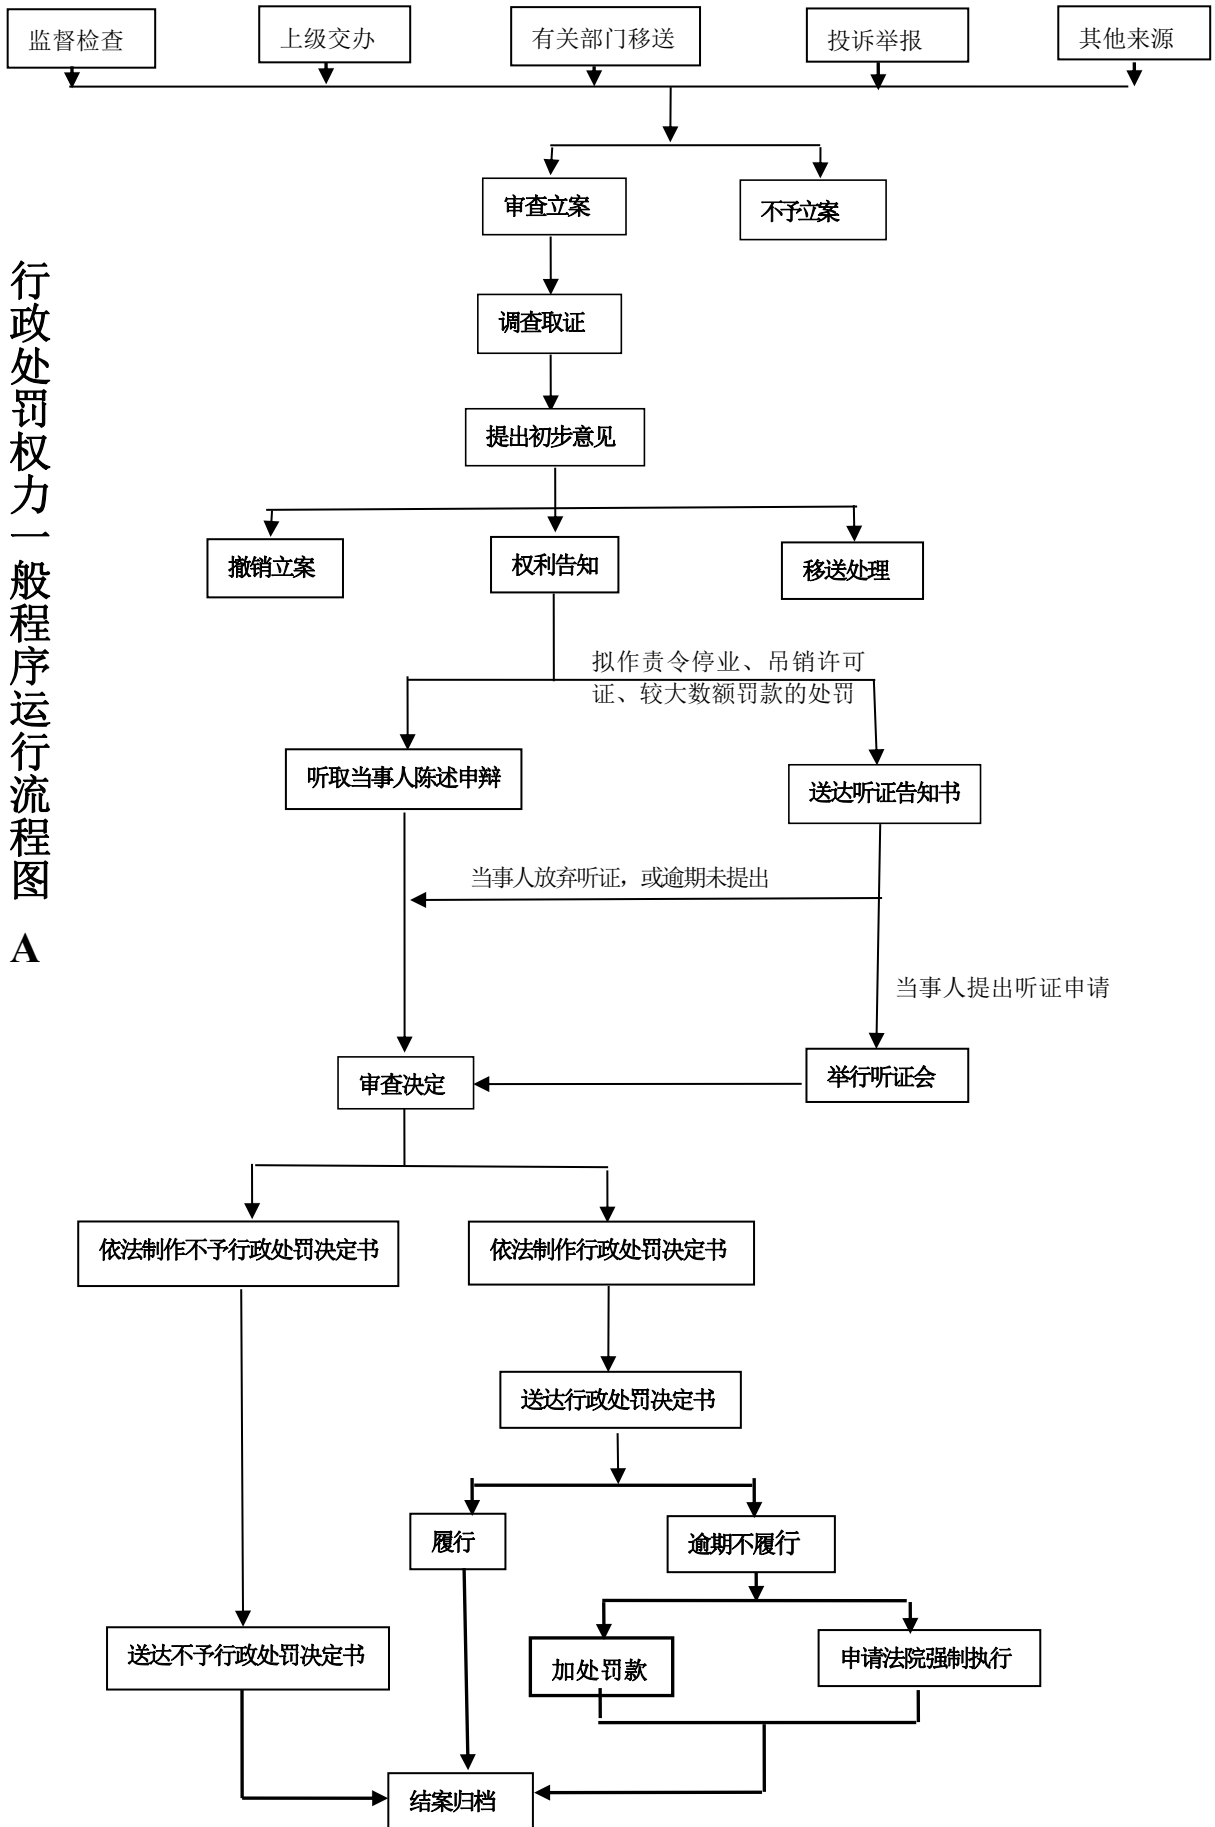 监督检查
上级交办
有关部门移送
投诉举报
其他来源
审查立案
不予立案
行政处罚权力一般程序运行流程图 A
调查取证
提出初步意见
撤销立案
权利告知
移送处理
拟作责令停业、吊销许可
证、较大数额罚款的处罚
听取当事人陈述申辩
送达听证告知书
当事人放弃听证，或逾期未提出
当事人提出听证申请
审查决定
举行听证会
依法制作不予行政处罚决定书
依法制作行政处罚决定书
送达行政处罚决定书
履行
逾期不履行
送达不予行政处罚决定书
加处罚款
申请法院强制执行
结案归档